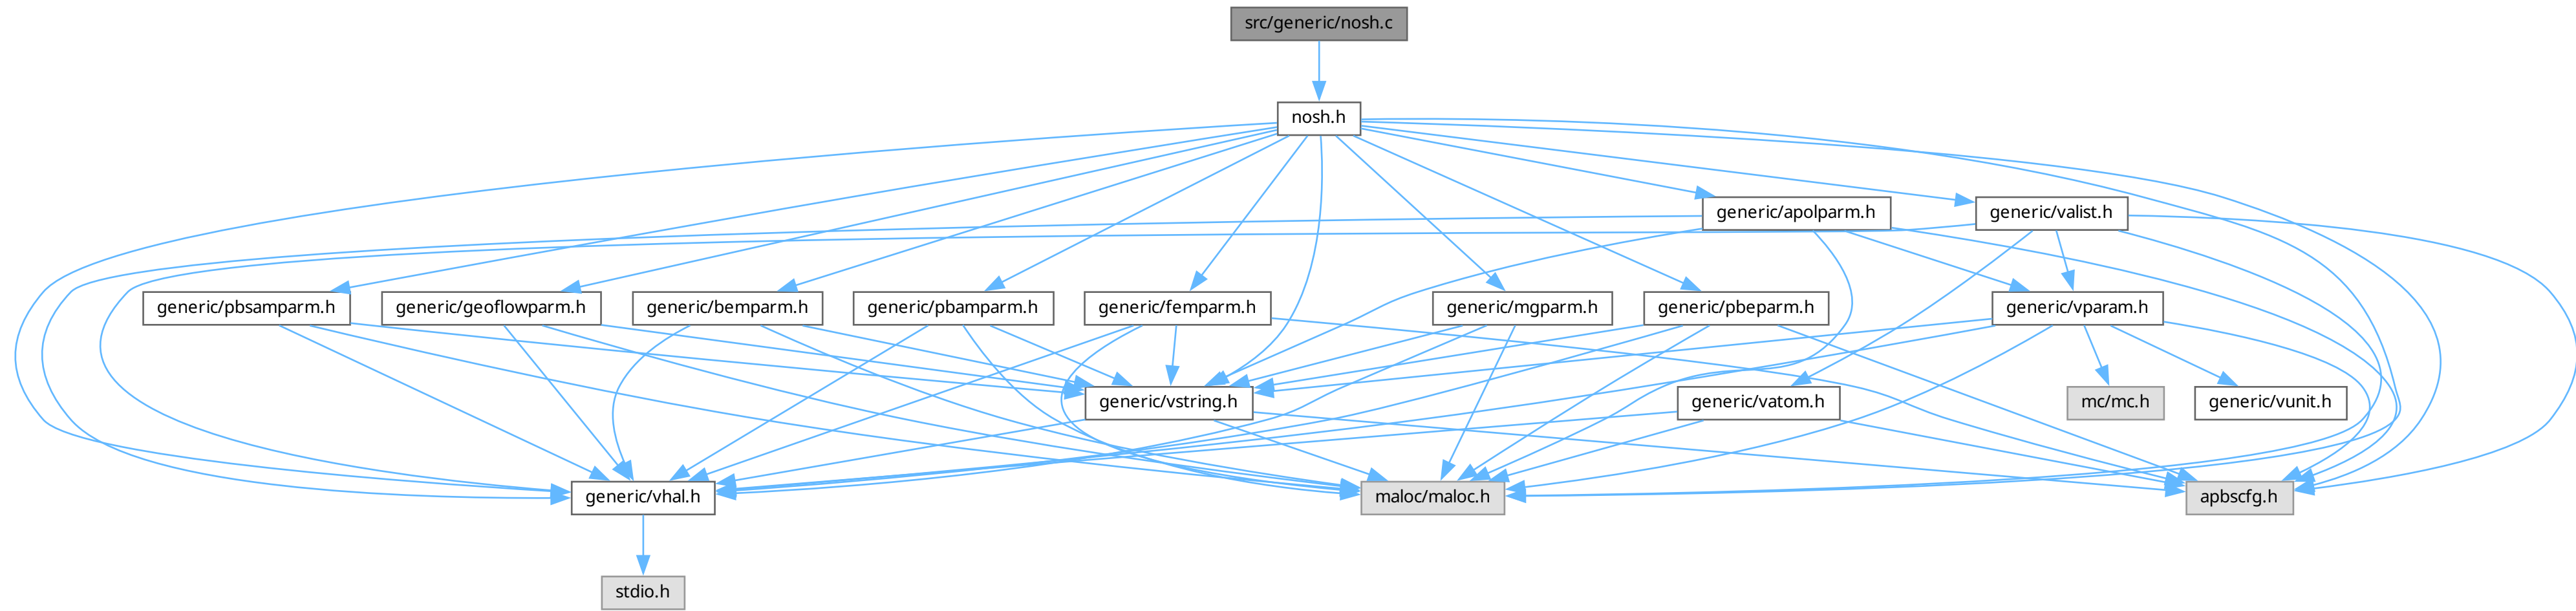 src/generic/nosh.c
nosh.h
generic/apolparm.h
generic/valist.h
generic/pbsamparm.h
generic/geoflowparm.h
generic/bemparm.h
generic/pbamparm.h
generic/femparm.h
generic/mgparm.h
generic/pbeparm.h
generic/vparam.h
generic/vstring.h
generic/vatom.h
mc/mc.h
generic/vunit.h
generic/vhal.h
maloc/maloc.h
apbscfg.h
stdio.h